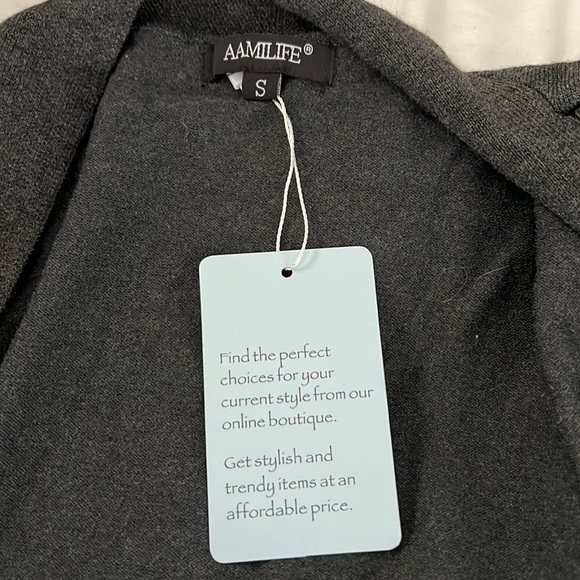 AAMILIFE®
S
Find the perfect
choices for your
current style from our
online boutique.
Get stylish and
trendy items at an
affordable price.